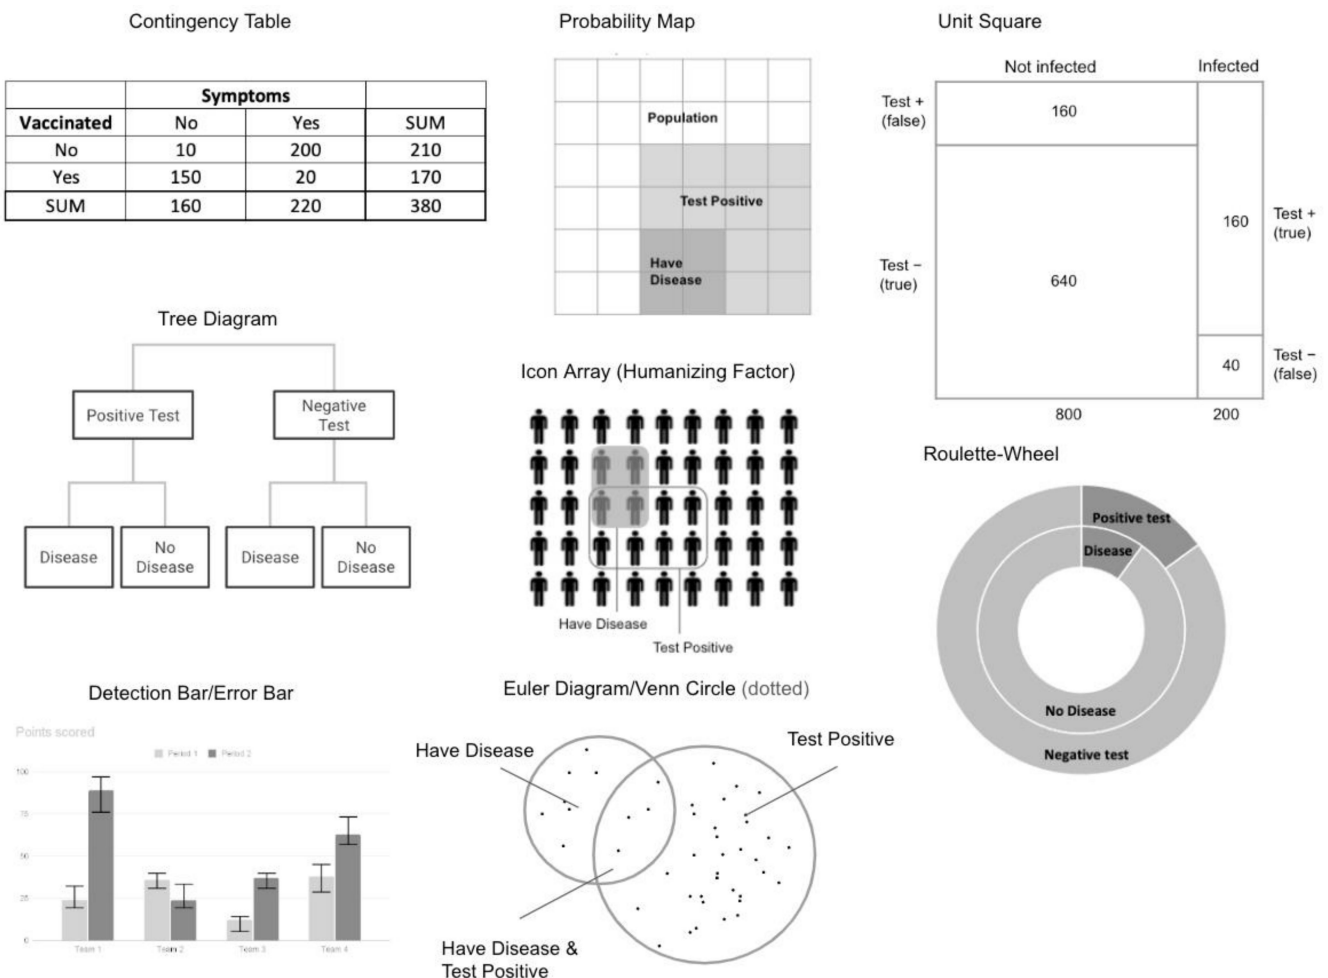 Contingency Table
Symptoms
Vaccinated No Yes SUM
No 10 200 210
Yes 150 20 170
SUM 160 220 380
Probability Map
Population
Test Positive
Have
Disease
Unit Square
Not infected Infected
Test +
(false)
160
160
Test +
(true)
Test −
(true)
640
40
Test −
(false)
800 200
Tree Diagram
Positive Test
Negative
Test
Disease
No
Disease
Disease
No
Disease
Icon Array (Humanizing Factor)
Have Disease
Test Positive
Roulette-Wheel
Positive test
Disease
No Disease
Negative test
Detection Bar/Error Bar
Points scored
Period 1 Period 2
100
75
50
25
0
Team 1 Team 2 Team 3 Team 4
Euler Diagram/Venn Circle (dotted)
Have Disease
Test Positive
Have Disease &
Test Positive